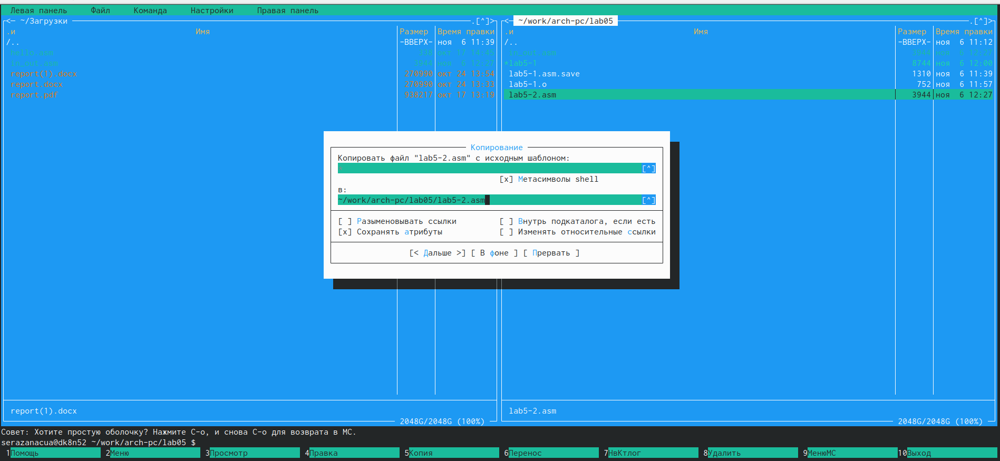 Левая панель Файл Команда Настройки Правая панель
<─ ~/Загрузки .[^]>
.и Имя Размер Время правки
/.. -ВВЕРХ- ноя 6 11:39
hello.asm 338 окт 17 14:45
in_out.asm 3944 ноя 6 12:27
report(1).docx 270990 окт 24 13:54
report.docx 270990 окт 24 13:33
report.pdf 938217 окт 17 13:19
report(1).docx
2048G/2048G (100%)
<─ ~/work/arch-pc/lab05 .[^]>
.и Имя Размер Время правки
/.. -ВВЕРХ- ноя 6 11:12
in_out.asm 3944 ноя 6 12:27
*lab5-1 8744 ноя 6 12:00
lab5-1.asm.save 1310 ноя 6 11:39
lab5-1.o 752 ноя 6 11:57
lab5-2.asm 3944 ноя 6 12:27
lab5-2.asm
2048G/2048G (100%)
Копирование
Копировать файл "lab5-2.asm" с исходным шаблоном:
* [^]
[x] Метасимволы shell
в:
~/work/arch-pc/lab05/lab5-2.asm [^]
[ ] Разыменовывать ссылки [ ] Внутрь подкаталога, если есть
[x] Сохранять атрибуты [ ] Изменять относительные ссылки
[< Дальше >] [ В фоне ] [ Прервать ]
Совет: Хотите простую оболочку? Нажмите C-o, и снова C-o для возврата в MC.
serazanacua@dk8n52 ~/work/arch-pc/lab05 $
1Помощь 2Меню 3Просмотр 4Правка 5Копия 6Перенос 7НвКтлог 8Удалить 9МенюMC 10Выход